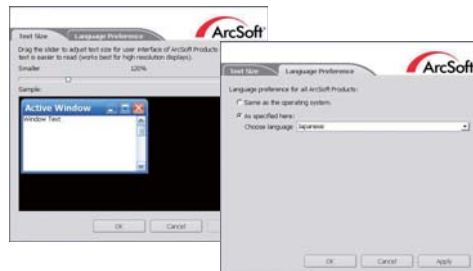 Text Size
Language Preference
ArcSoft
Drag the slider to adjust text size for user interface of ArcSoft Products
text is easier to read (works best for high resolution displays).
Smaller
120%
Sample:
Active Window
Window Text
OK
Cancel
Text Size
Language Preference
ArcSoft
Language preference for all ArcSoft Products:
Same as the operating system.
As specified here:
Choose language
Japanese
OK
Cancel
Apply